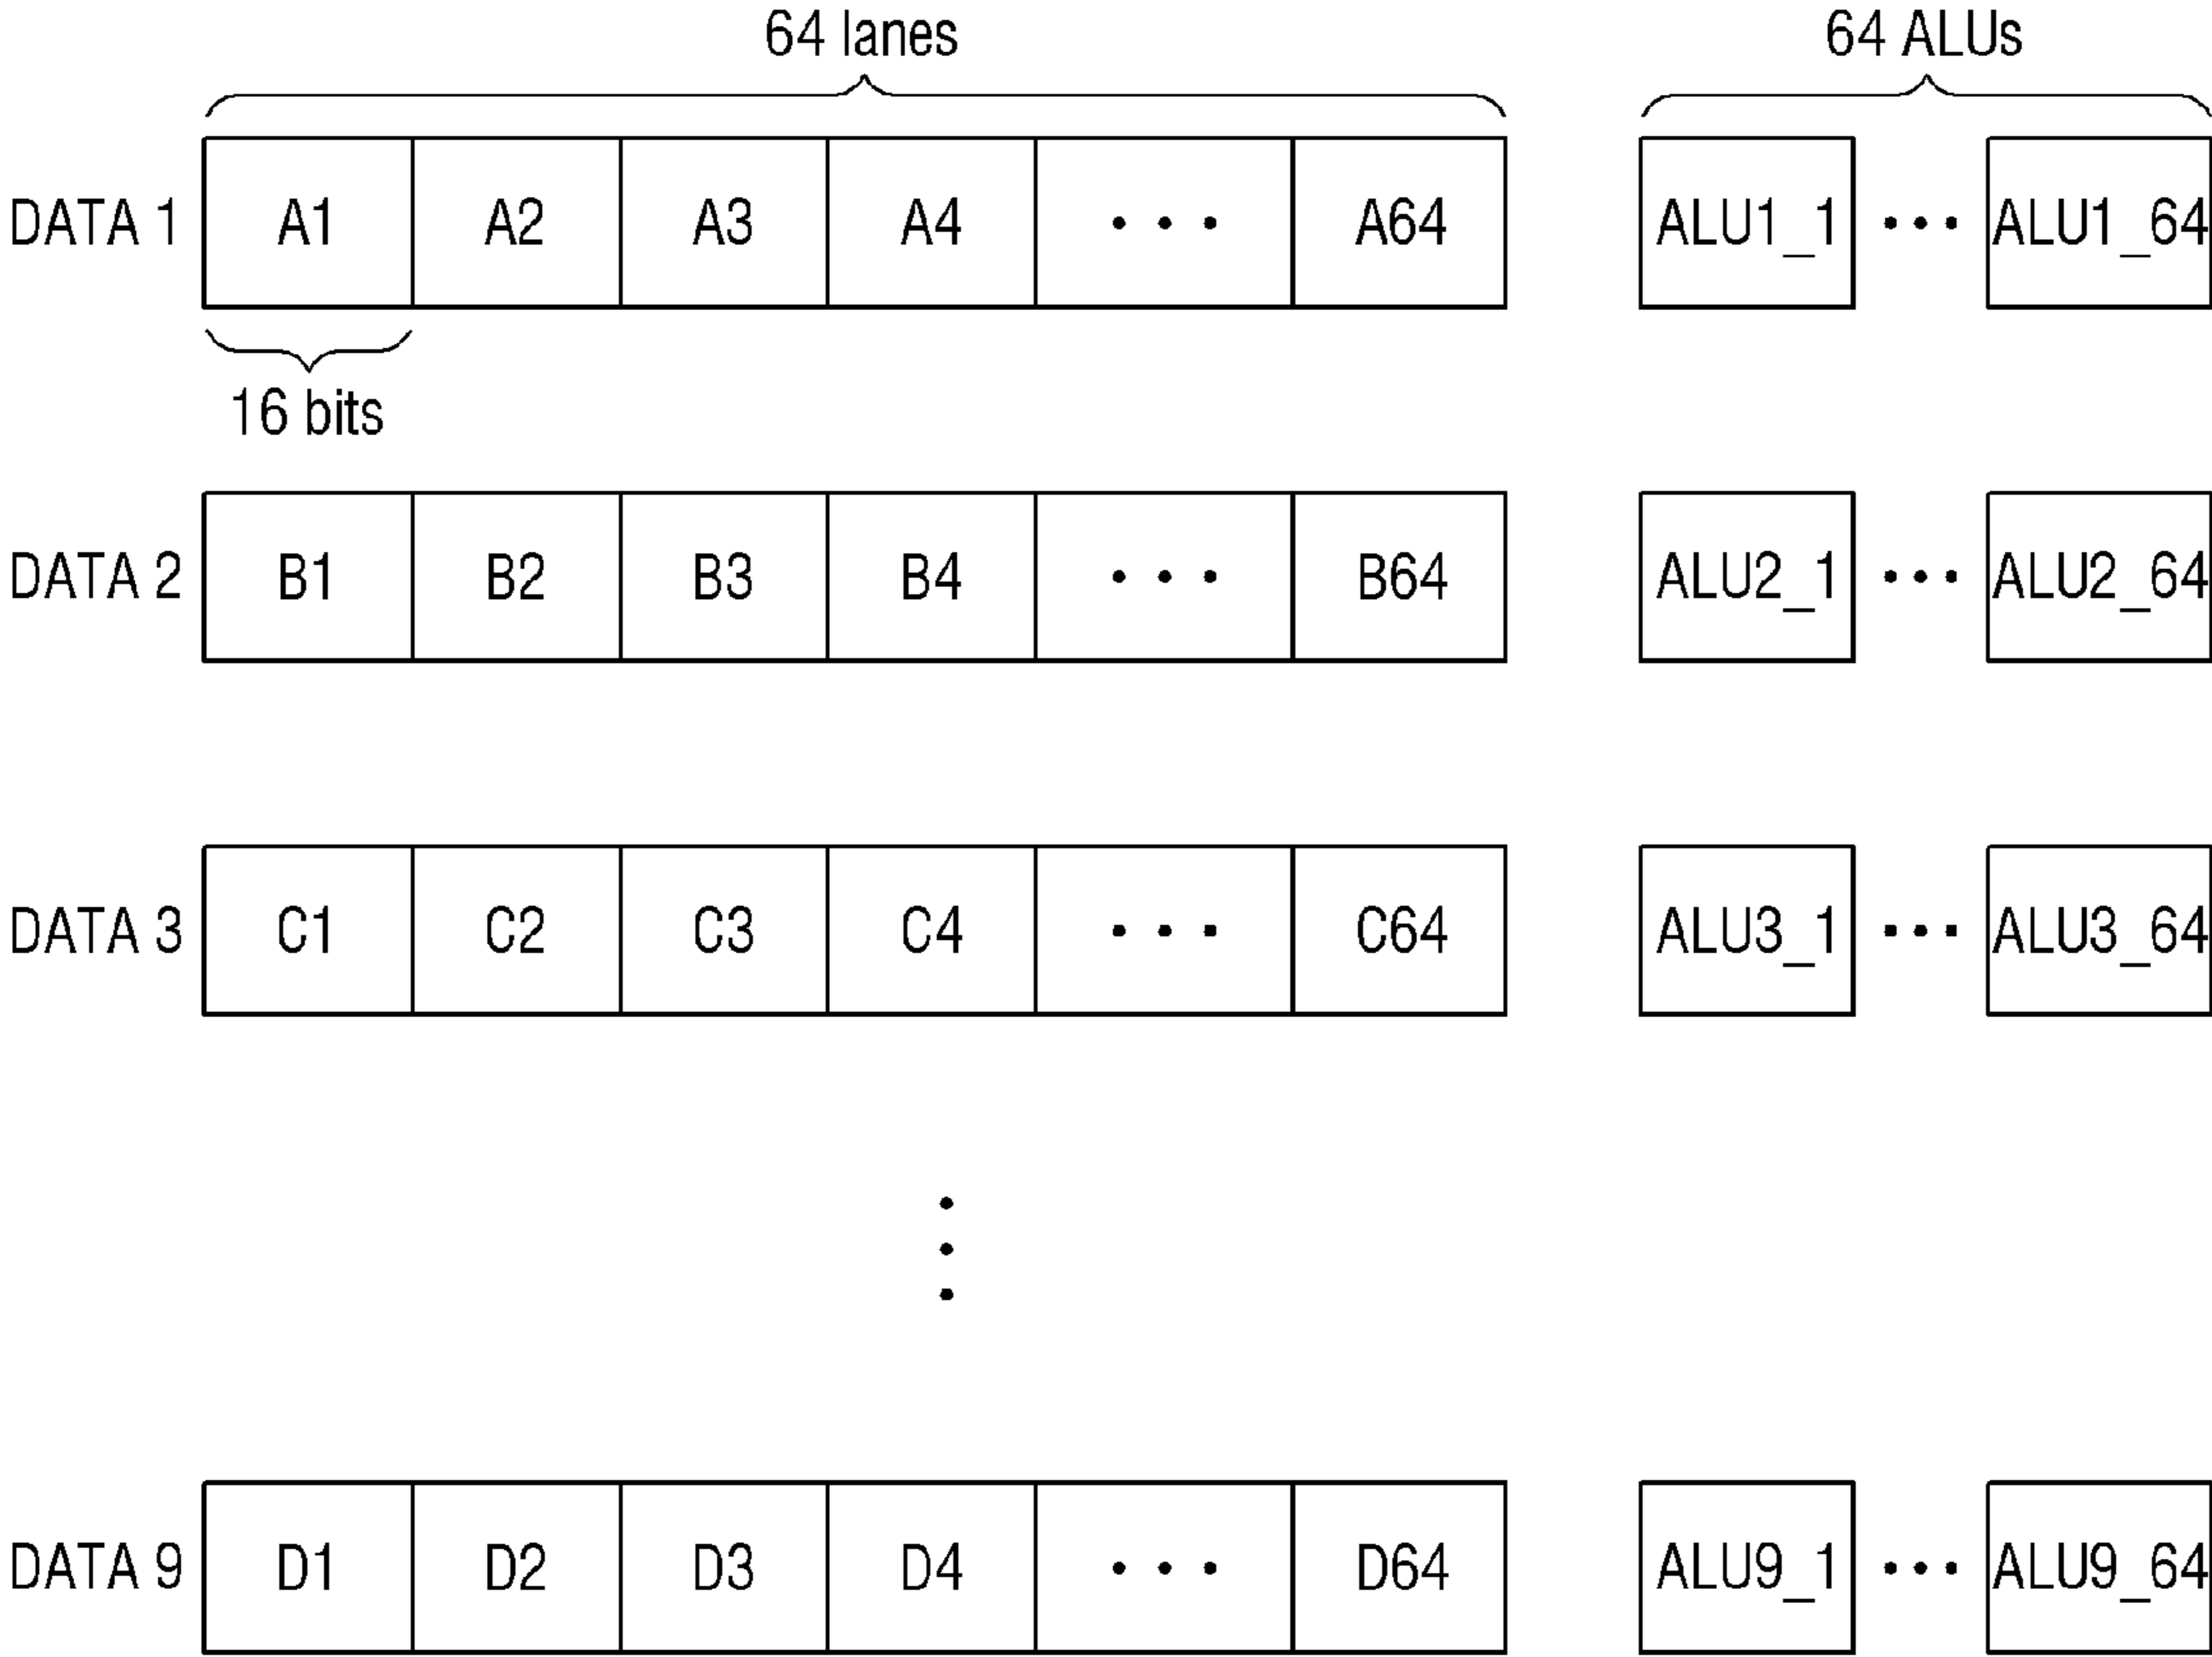 64 lanes 64 ALUs
DATA 1 A1 A2 A3 A4 • • • A64 ALU1_1 ••• ALU1_64
16 bits
DATA 2 B1 B2 B3 B4 • • • B64 ALU2_1 ••• ALU2_64
DATA 3 C1 C2 C3 C4 • • • C64 ALU3_1 ••• ALU3_64
DATA 9 D1 D2 D3 D4 • • • D64 ALU9_1 ••• ALU9_64